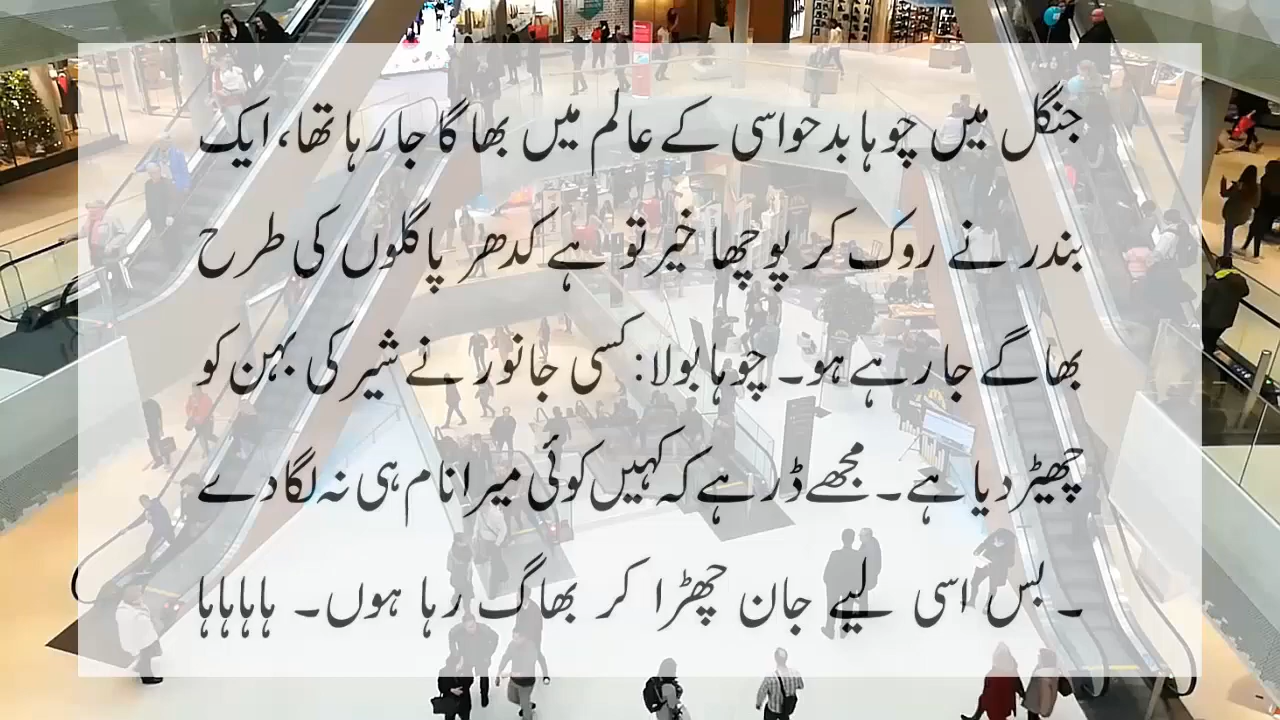 جنگل میں چوہا بدحواسی کے عالم میں بھاگا جا رہا تھا، ایک
بندر نے روک کر پوچھا خیر تو ہے کدھر پاگلوں کی طرح
بھاگے جا رہے ہو۔ چوہا بولا: کسی جانور نے شیر کی بہن کو
چھیڑ دیا ہے۔ مجھے ڈر ہے کہ کہیں کوئی میرا نام ہی نہ لگا دے
۔ بس اسی لیے جان چھڑا کر بھاگ رہا ہوں۔ ہاہاہاہا